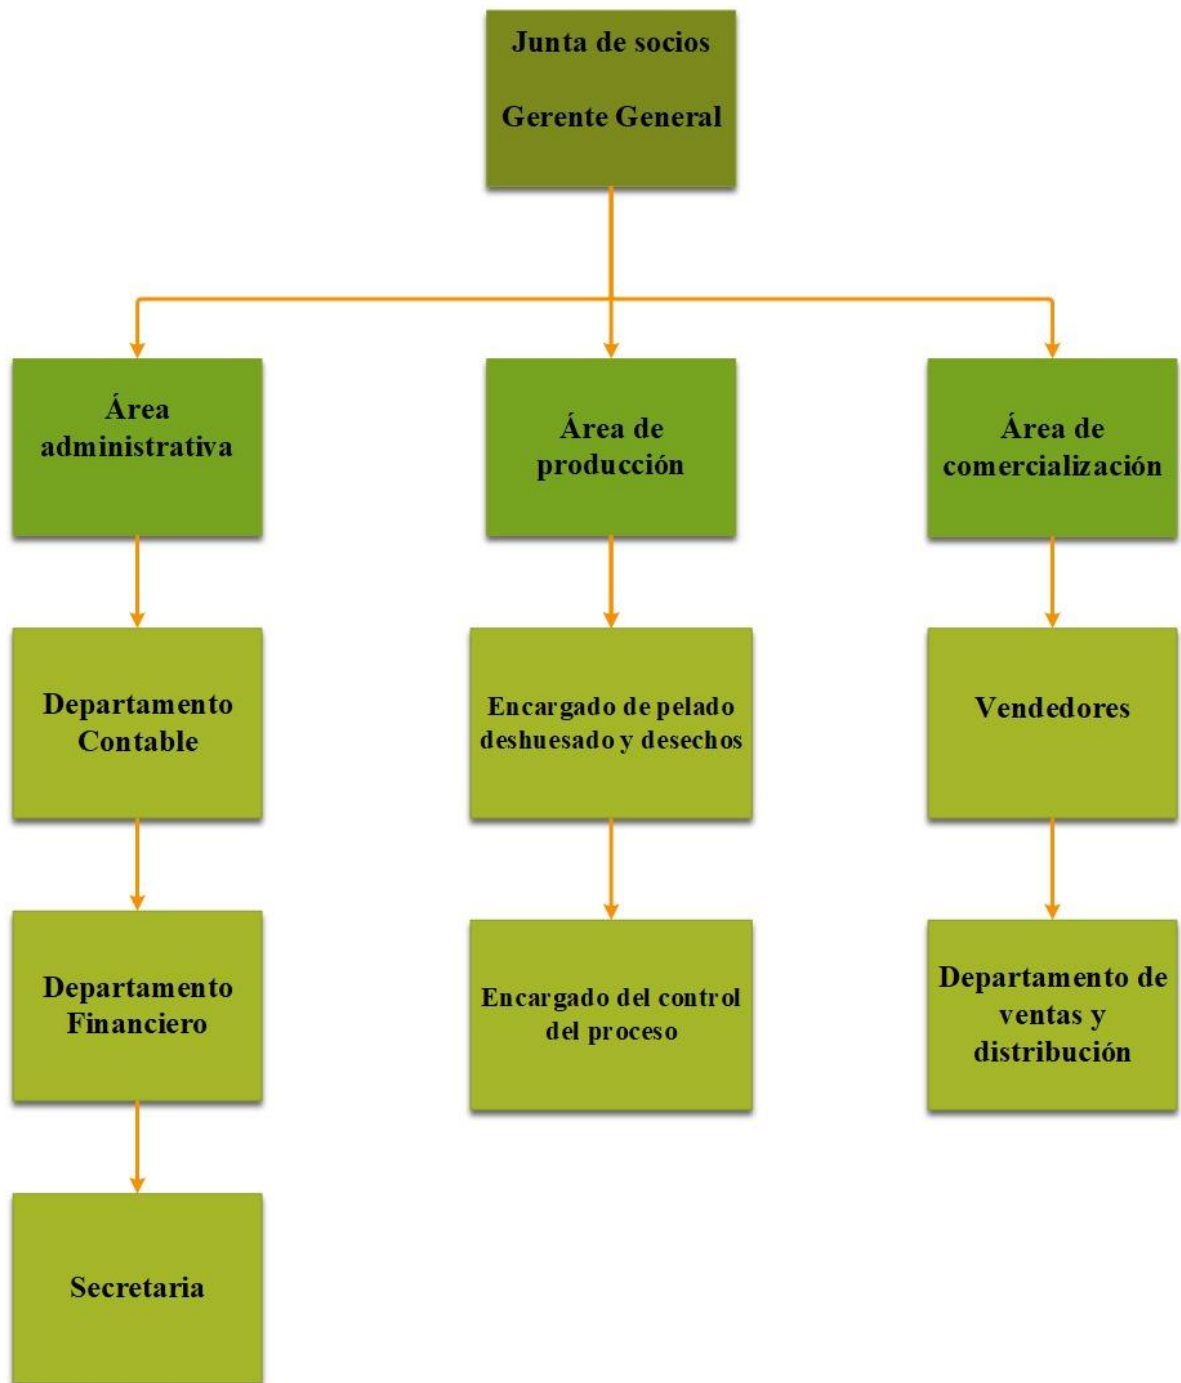 Junta de socios
Gerente General
Área
administrativa
Área de
producción
Área de
comercialización
Departamento
Contable
Encargado de pelado
deshuesado y desechos
Vendedores
Departamento
Financiero
Encargado del control
del proceso
Departamento de
ventas y
distribución
Secretaria